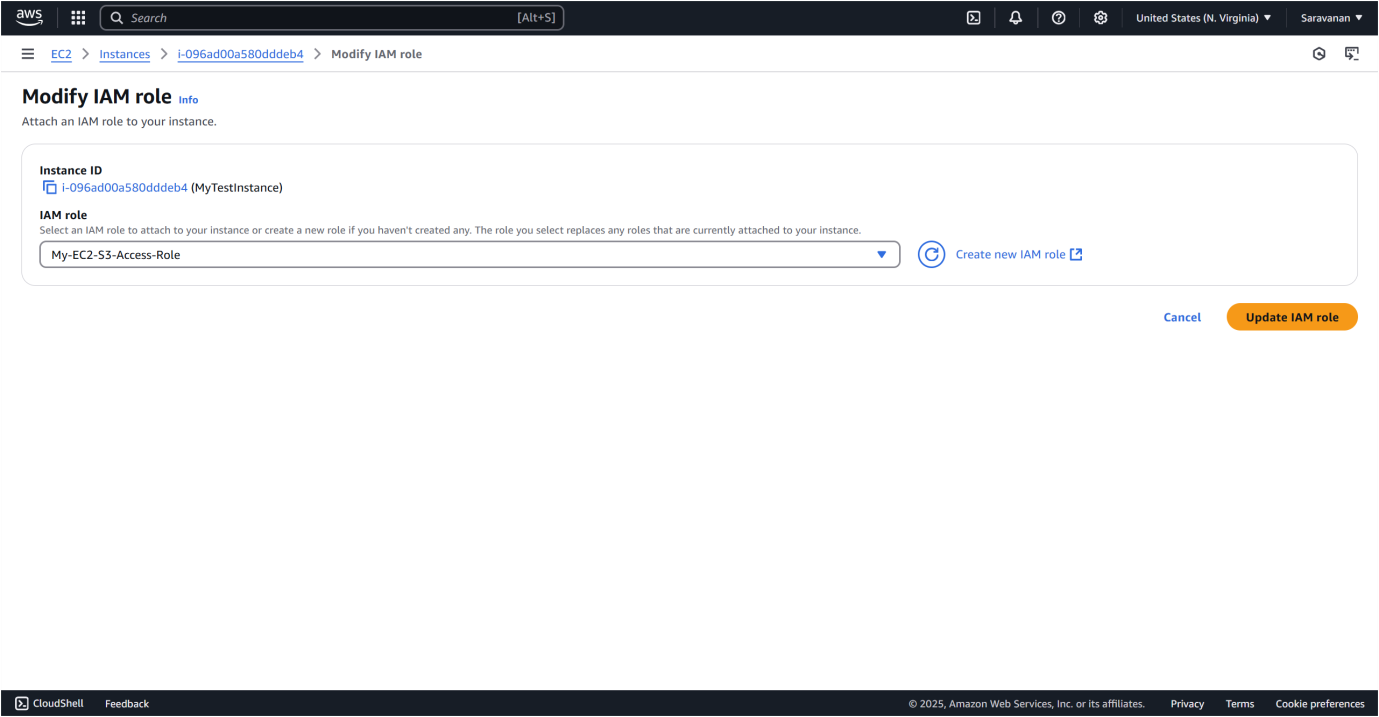 aws Search [Alt+S] United States (N. Virginia) Saravanan
EC2 Instances i-096ad00a580dddeb4 Modify IAM role
Modify IAM role Info
Attach an IAM role to your instance.
Instance ID
i-096ad00a580dddeb4 (MyTestInstance)
IAM role
Select an IAM role to attach to your instance or create a new role if you haven't created any. The role you select replaces any roles that are currently attached to your instance.
My-EC2-S3-Access-Role Create new IAM role
Cancel Update IAM role
CloudShell Feedback © 2025, Amazon Web Services, Inc. or its affiliates. Privacy Terms Cookie preferences